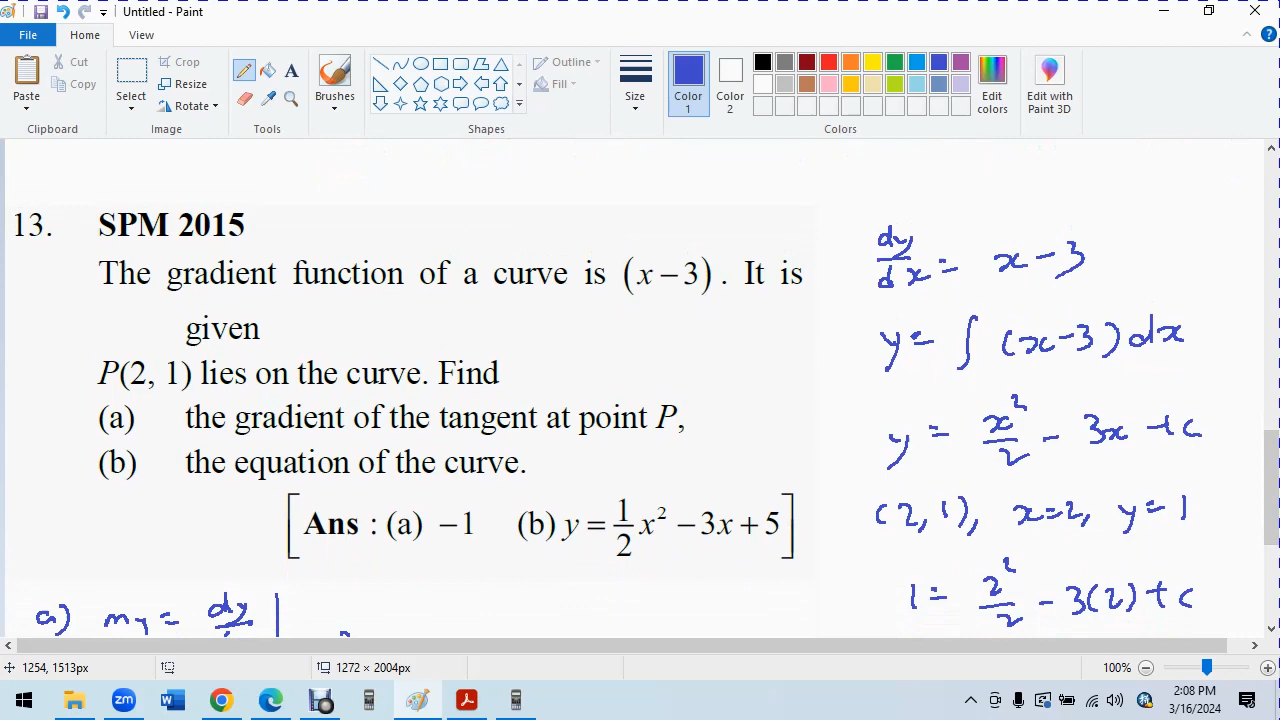 Untitled - Paint
File Home View
Paste Cut Copy Clipboard
Select Crop Resize Rotate Image
Tools
Brushes
Outline Fill Shapes
Size
Color 1 Color 2 Edit colors Colors
Edit with Paint 3D
13. SPM 2015
The gradient function of a curve is (x − 3). It is
given
P(2, 1) lies on the curve. Find
(a) the gradient of the tangent at point P,
(b) the equation of the curve.
[Ans : (a) −1 (b) y = 1/2 x² − 3x + 5]
a) m₁ = dy/
dy/dx = x − 3
y = ∫ (x − 3) dx
y = x²/2 − 3x + c
(2, 1), x = 2, y = 1
1 = 2²/2 − 3(2) + c
1254, 1513px 1272 × 2004px 100%
zm W
2:08 PM
3/16/2024